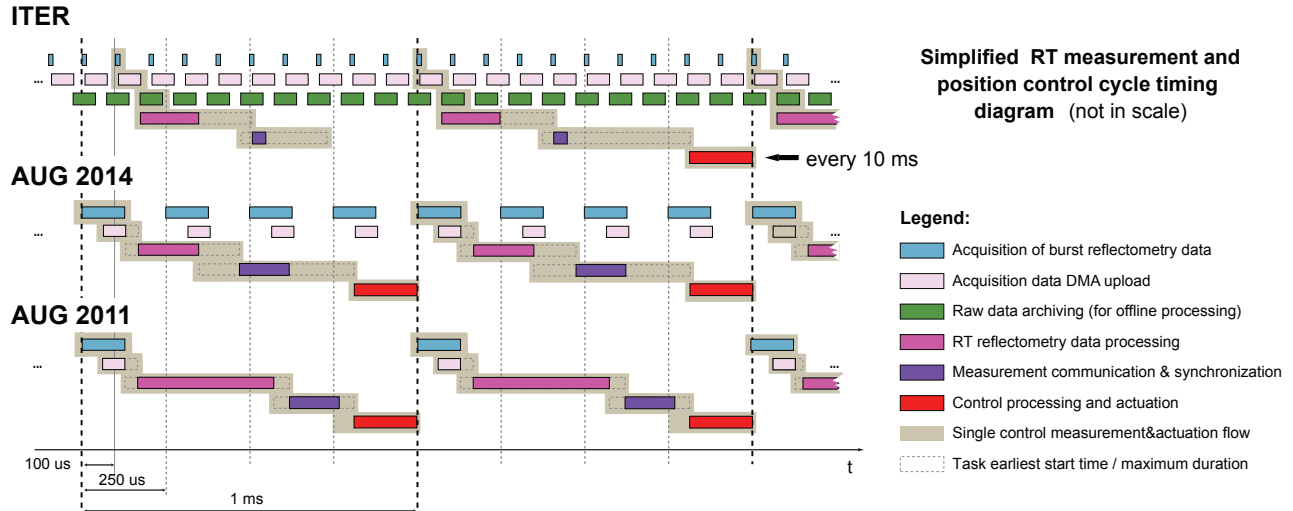 ITER
Simplified RT measurement and
position control cycle timing
diagram (not in scale)
...
...
every 10 ms
AUG 2014
...
...
AUG 2011
...
...
Legend:
Acquisition of burst reflectometry data
Acquisition data DMA upload
Raw data archiving (for offline processing)
RT reflectometry data processing
Measurement communication & synchronization
Control processing and actuation
Single control measurement&actuation flow
Task earliest start time / maximum duration
100 us
250 us
1 ms
t